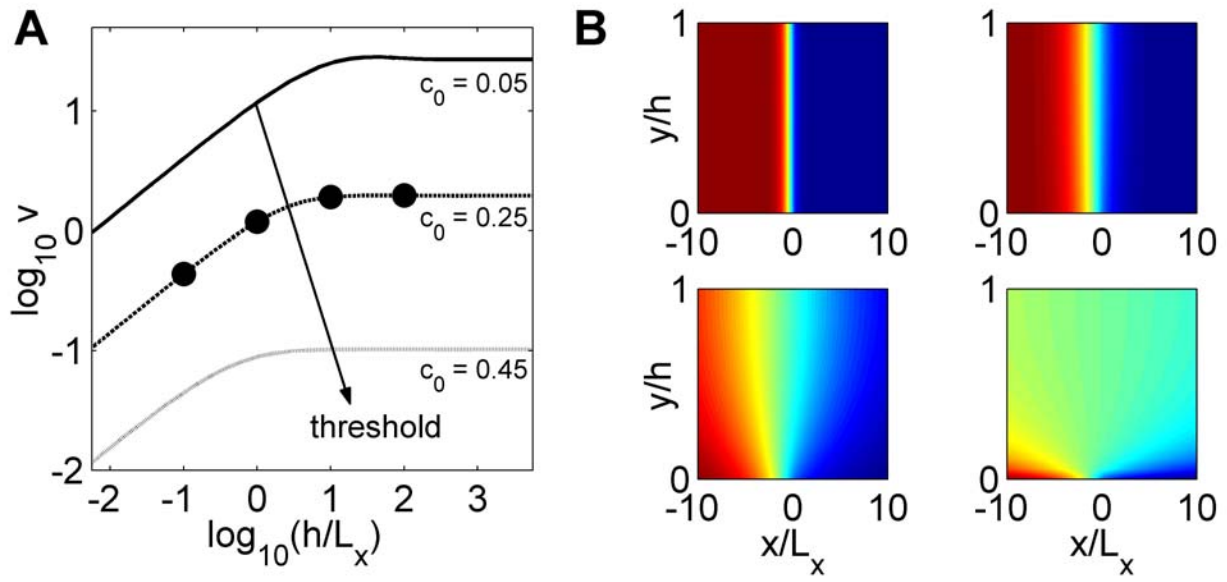 A
log10 v
1
0
-1
-2
c0 = 0.05
c0 = 0.25
c0 = 0.45
threshold
-2 -1 0 1 2 3
log10(h/Lx)
B
y/h
1
0
-10 0 10
1
0
-10 0 10
y/h
1
0
-10 0 10
x/Lx
1
0
-10 0 10
x/Lx